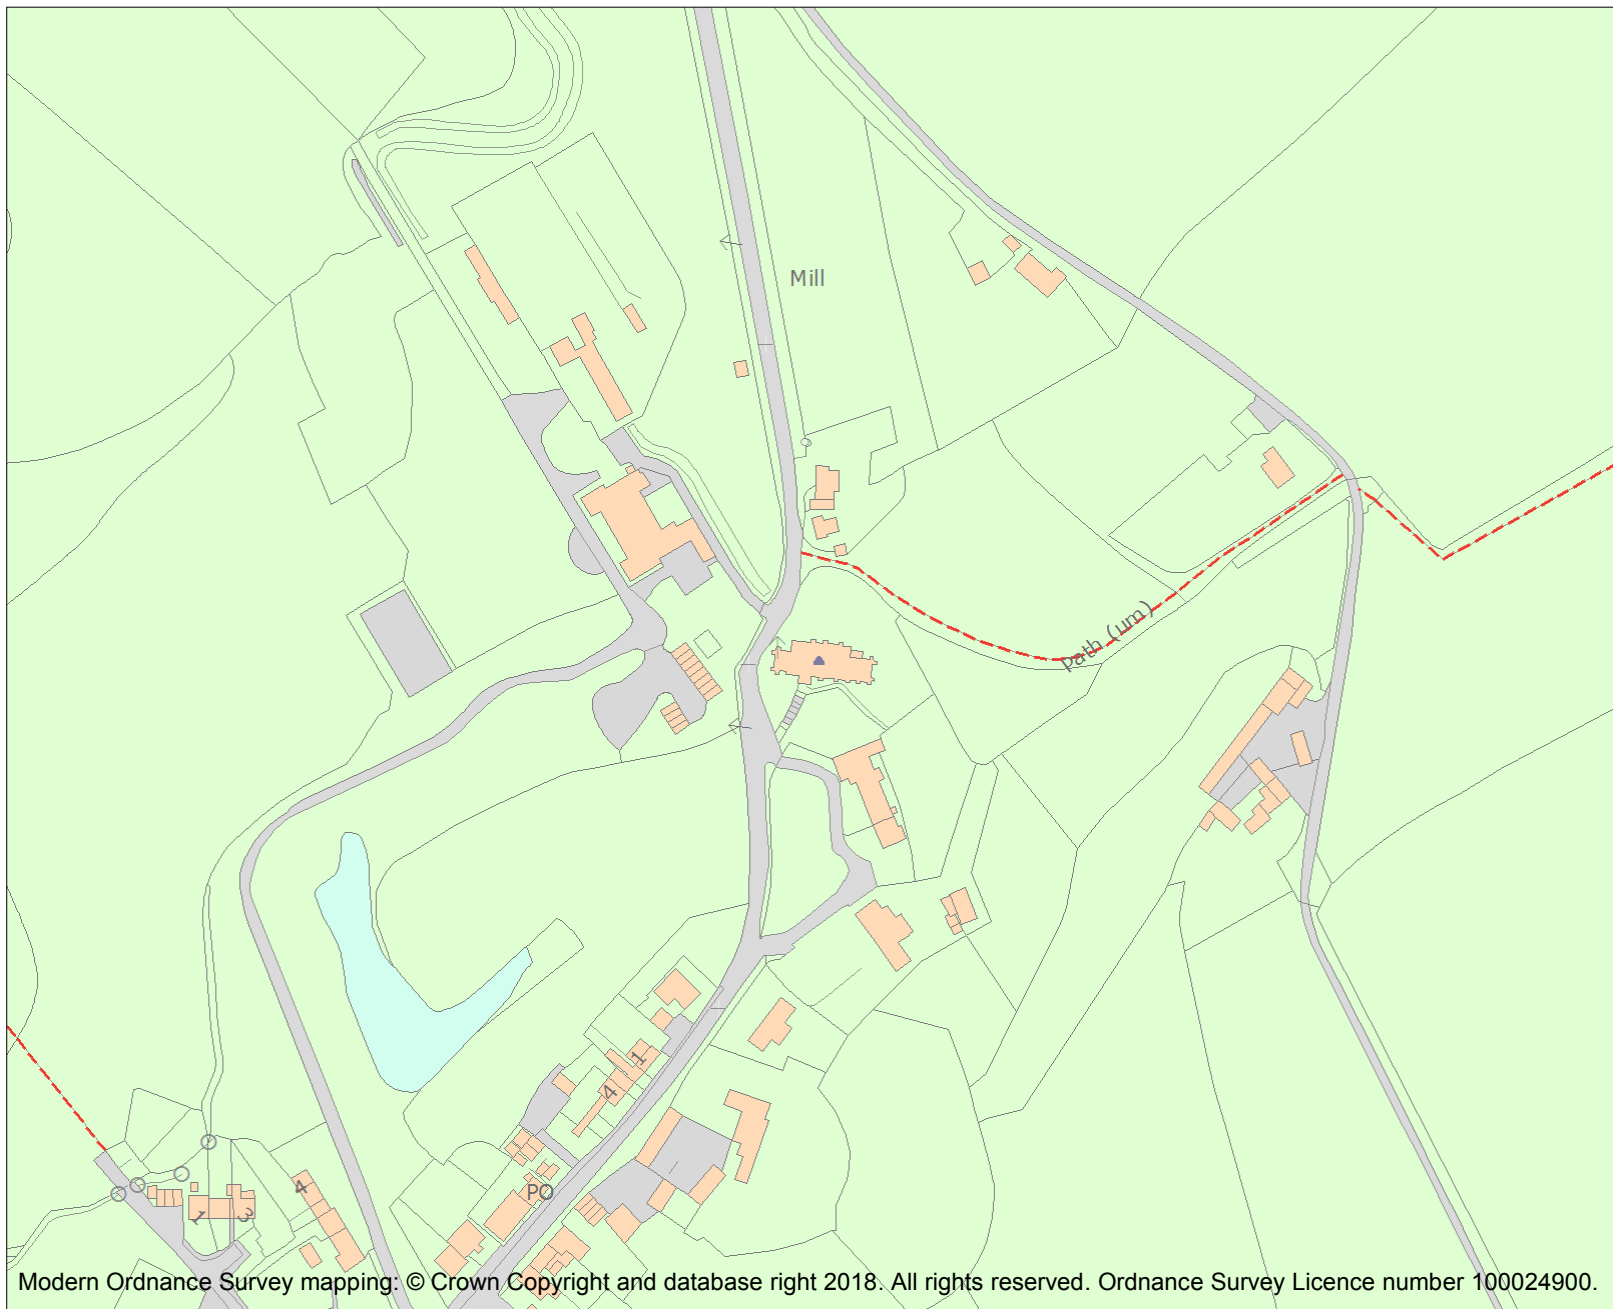 Mill
Path (um)
1
4
PO
4
1
3
Modern Ordnance Survey mapping: © Crown Copyright and database right 2018. All rights reserved. Ordnance Survey Licence number 100024900.